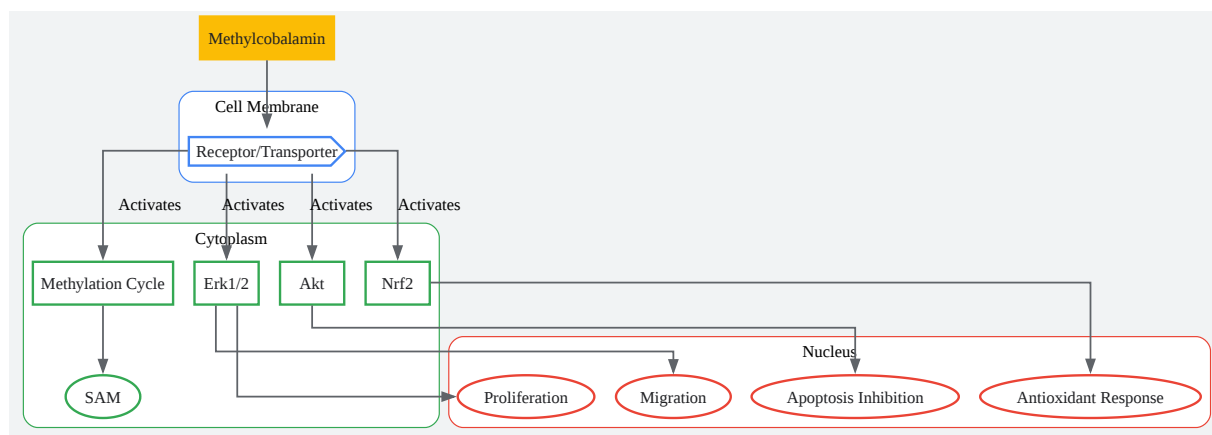 Methylcobalamin
Cell Membrane
Receptor/Transporter
Activates
Activates
Activates
Activates
Cytoplasm
Methylation Cycle
Erk1/2
Akt
Nrf2
Nucleus
SAM
Proliferation
Migration
Apoptosis Inhibition
Antioxidant Response